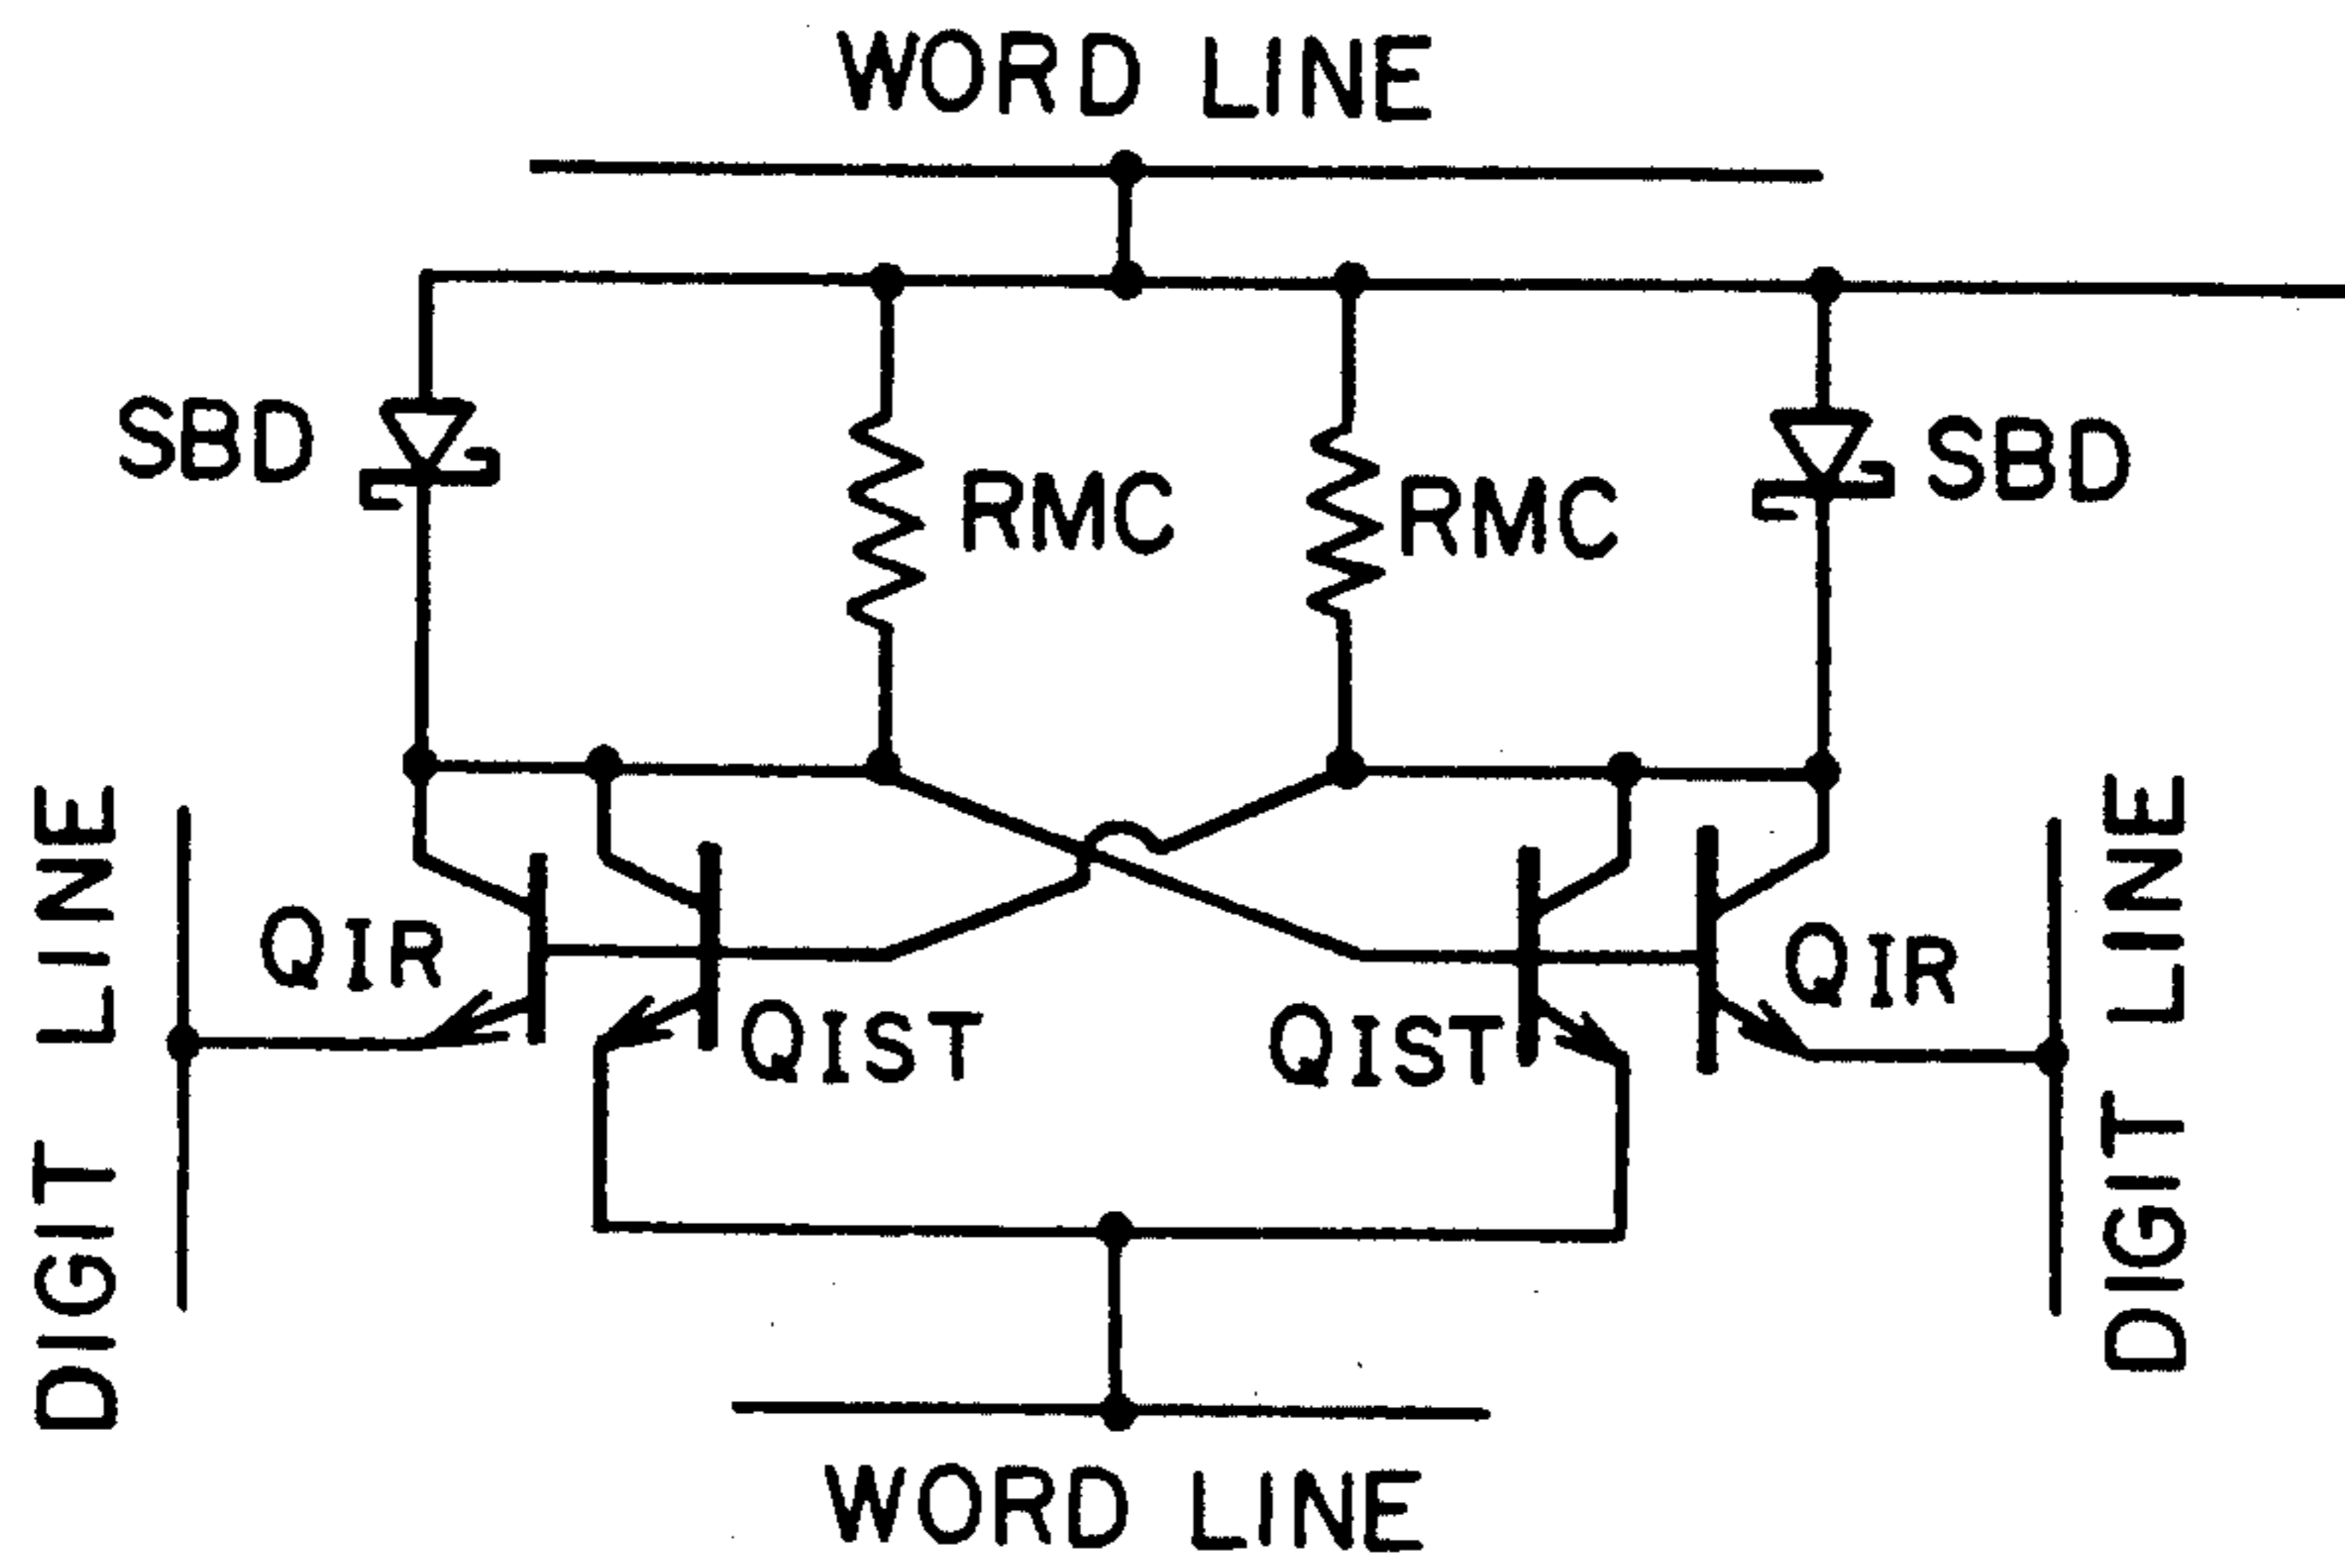 WORD LINE
SBD
RMC
RMC
SBD
DIGIT LINE
QIR
QIST
QIST
QIR
DIGIT LINE
WORD LINE